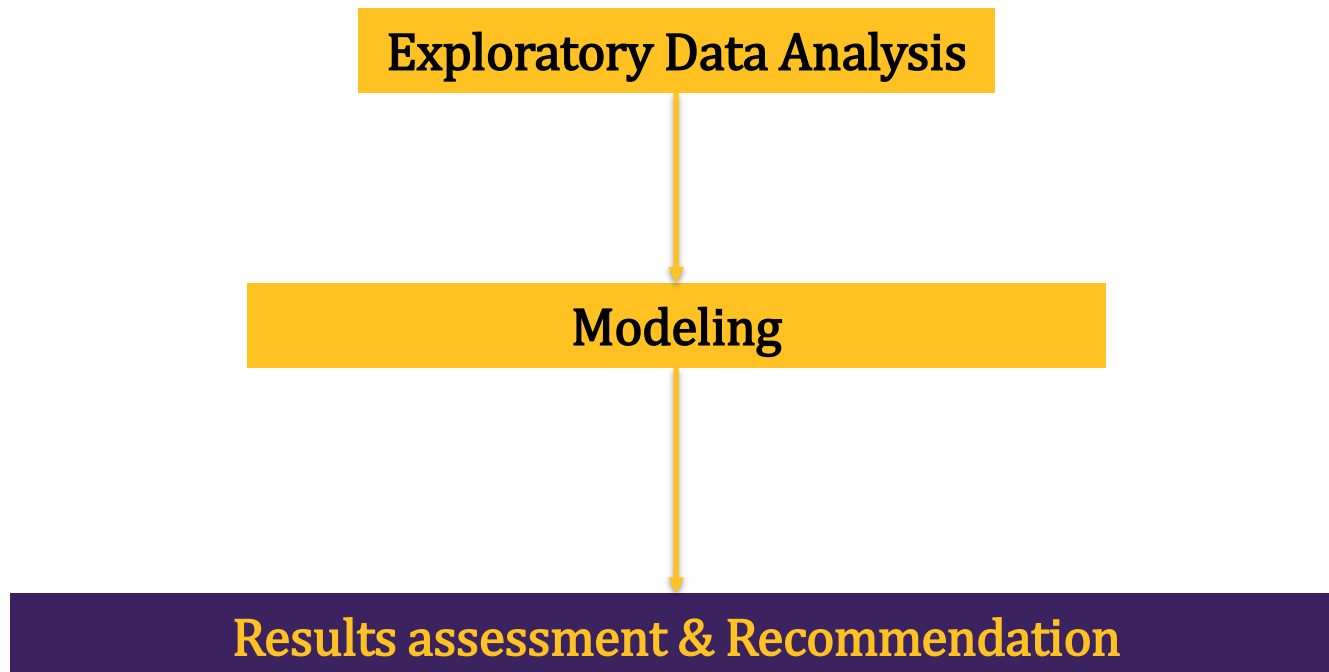 Exploratory Data Analysis
Modeling
Results assessment & Recommendation